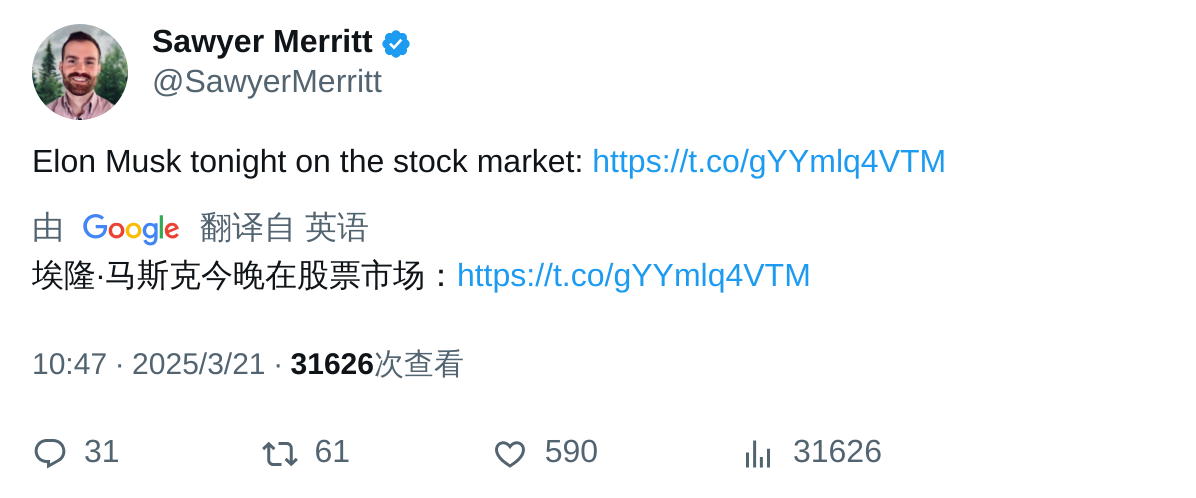 Sawyer Merritt
@SawyerMerritt
Elon Musk tonight on the stock market: https://t.co/gYYmlq4VTM
由 Google 翻译自 英语
埃隆·马斯克今晚在股票市场：https://t.co/gYYmlq4VTM
10:47 · 2025/3/21 · 31626次查看
31 61 590 31626